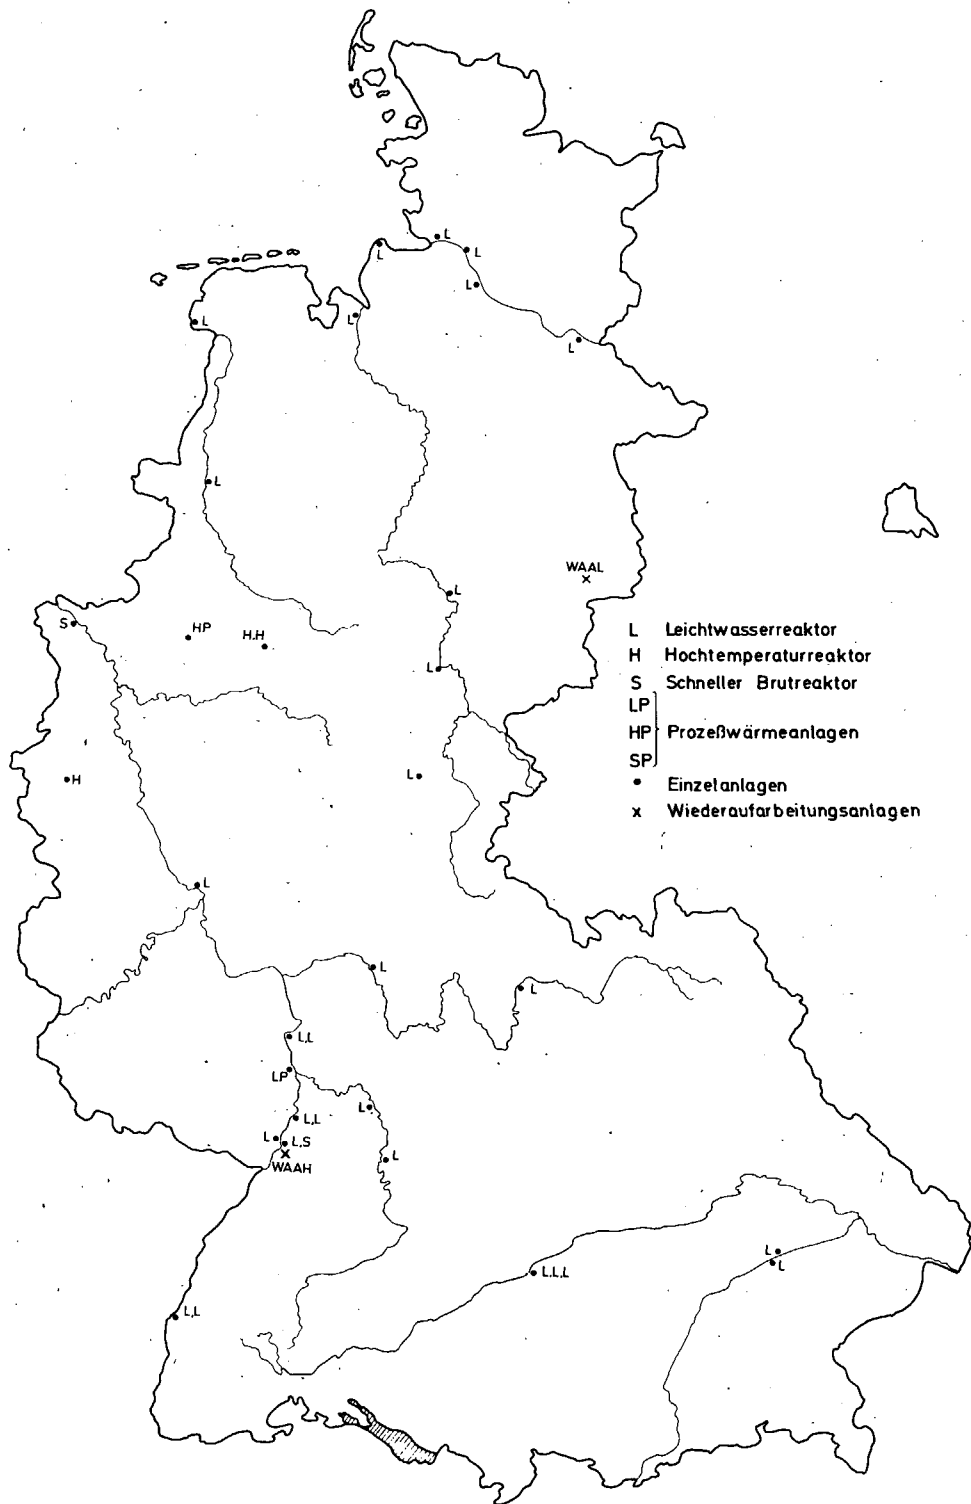 L
L
L
L
L
L
L
L
L
WAAL
L
S
HP
H.H
L
L
H
L
L Leichtwasserreaktor
H Hochtemperaturreaktor
S Schneller Brutreaktor
LP
HP Prozeßwärmeanlagen
SP
• Einzelanlagen
x Wiederaufarbeitungsanlagen
L
L
L,L
LP
L
L,L
L
L,S
WAAH
L
L
L
L,L,L
L,L